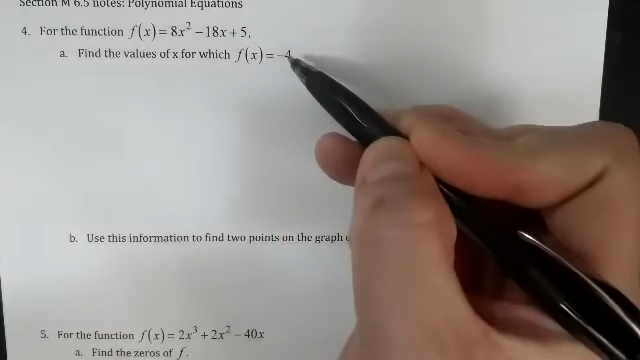 Section M 6.5 notes: Polynomial Equations
4. For the function f(x) = 8x² − 18x + 5,
a. Find the values of x for which f(x) = −4
b. Use this information to find two points on the graph
5. For the function f(x) = 2x³ + 2x² − 40x
a. Find the zeros of f.